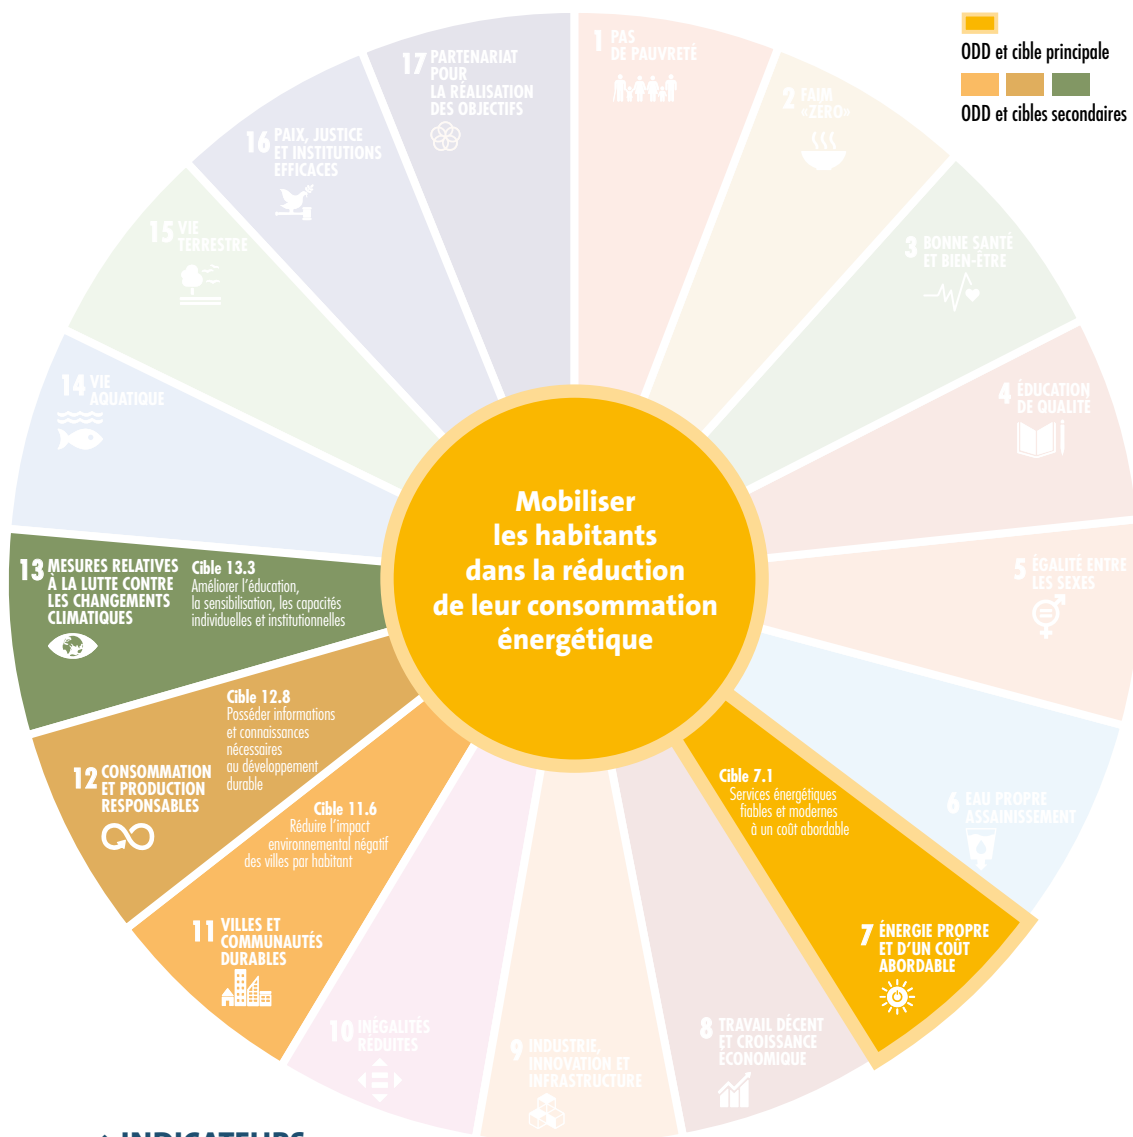 ODD et cible principale
ODD et cibles secondaires
1 PAS
DE PAUVRETÉ
2 FAIM
«ZÉRO»
3 BONNE SANTÉ
ET BIEN-ÊTRE
4 ÉDUCATION
DE QUALITÉ
5 ÉGALITÉ ENTRE
LES SEXES
6 EAU PROPRE
ASSAINISSEMENT
7 ÉNERGIE PROPRE
ET D'UN COÛT
ABORDABLE
Cible 7.1
Services énergétiques
fiables et modernes
à un coût abordable
8 TRAVAIL DÉCENT
ET CROISSANCE
ÉCONOMIQUE
9 INDUSTRIE,
INNOVATION ET
INFRASTRUCTURE
10 INÉGALITÉS
RÉDUITES
11 VILLES ET
COMMUNAUTÉS
DURABLES
Cible 11.6
Réduire l'impact
environnemental négatif
des villes par habitant
12 CONSOMMATION
ET PRODUCTION
RESPONSABLES
Cible 12.8
Posséder informations
et connaissances
nécessaires
au développement
durable
13 MESURES RELATIVES
À LA LUTTE CONTRE
LES CHANGEMENTS
CLIMATIQUES
Cible 13.3
Améliorer l'éducation,
la sensibilisation, les capacités
individuelles et institutionnelles
14 VIE
AQUATIQUE
15 VIE
TERRESTRE
16 PAIX, JUSTICE
ET INSTITUTIONS
EFFICACES
17 PARTENARIAT
POUR
LA RÉALISATION
DES OBJECTIFS
Mobiliser
les habitants
dans la réduction
de leur consommation
énergétique
INDICATEURS